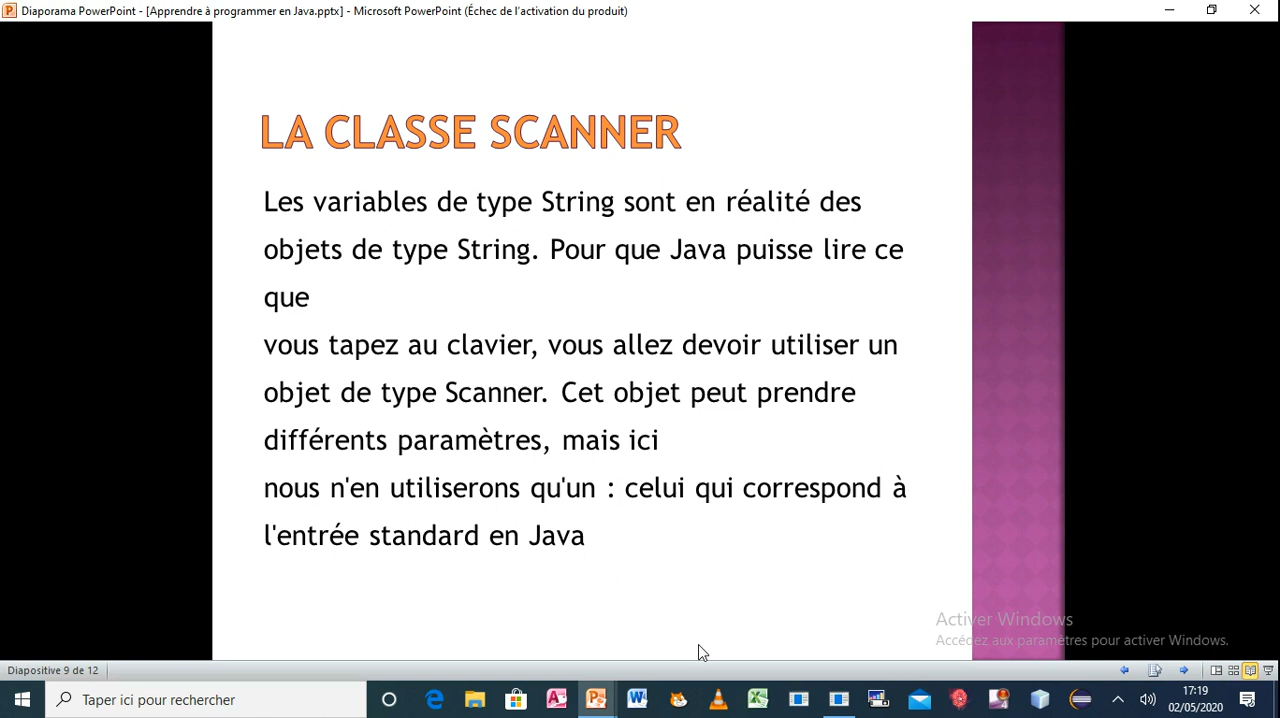 Diaporama PowerPoint - [Apprendre à programmer en Java.pptx] - Microsoft PowerPoint (Échec de l'activation du produit)
LA CLASSE SCANNER
Les variables de type String sont en réalité des
objets de type String. Pour que Java puisse lire ce
que
vous tapez au clavier, vous allez devoir utiliser un
objet de type Scanner. Cet objet peut prendre
différents paramètres, mais ici
nous n'en utiliserons qu'un : celui qui correspond à
l'entrée standard en Java
Activer Windows
Accédez aux paramètres pour activer Windows.
Diapositive 9 de 12
Taper ici pour rechercher
17:19
02/05/2020